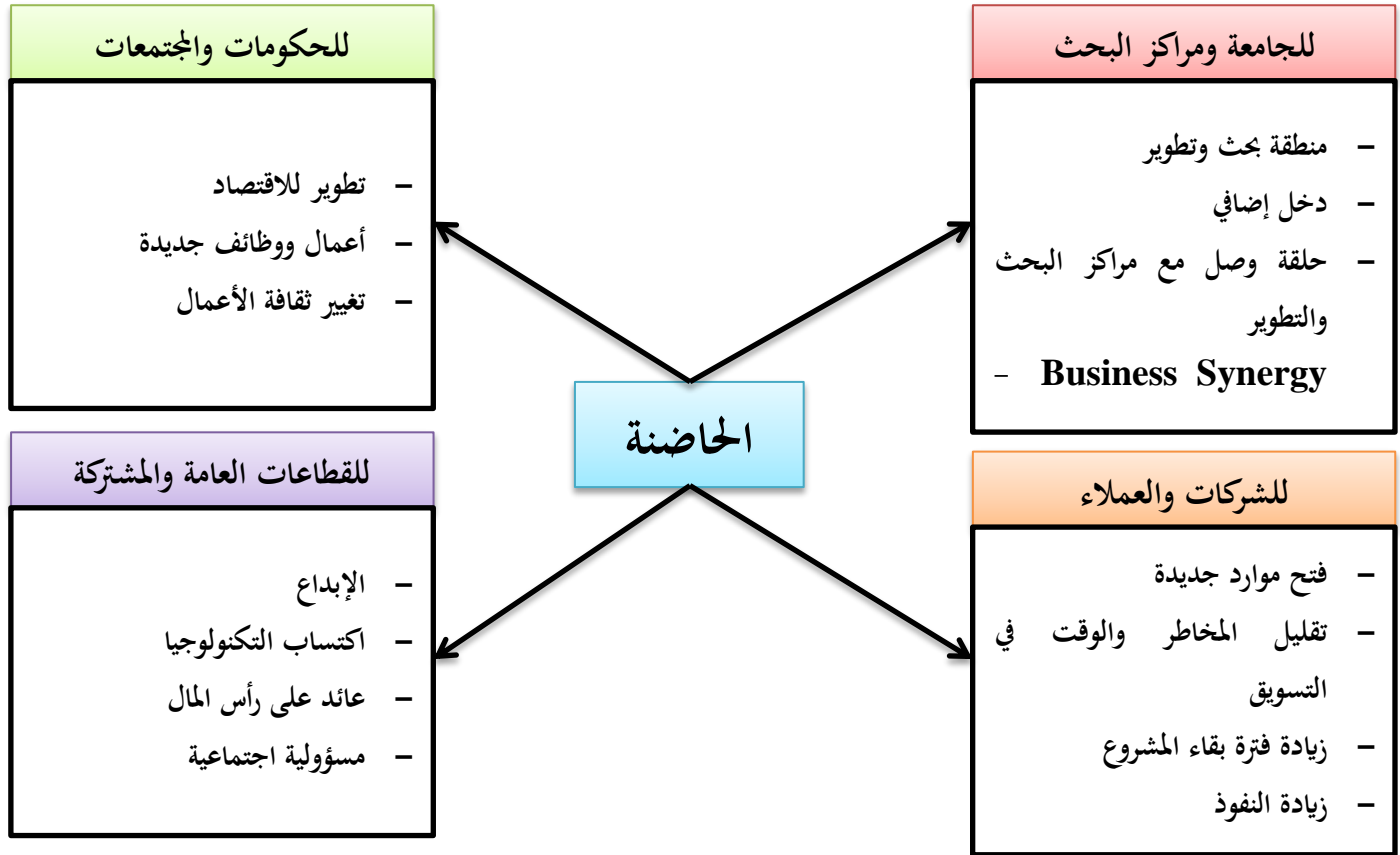 للجامعة ومراكز البحث
– منطقة بحث وتطوير
– دخل إضافي
– حلقة وصل مع مراكز البحث
والتطوير
– Business Synergy
للحكومات والمجتمعات
– تطوير للاقتصاد
– أعمال ووظائف جديدة
– تغيير ثقافة الأعمال
الحاضنة
للشركات والعملاء
– فتح موارد جديدة
– تقليل المخاطر والوقت في
التسويق
– زيادة فترة بقاء المشروع
– زيادة النفوذ
للقطاعات العامة والمشتركة
– الإبداع
– اكتساب التكنولوجيا
– عائد على رأس المال
– مسؤولية اجتماعية